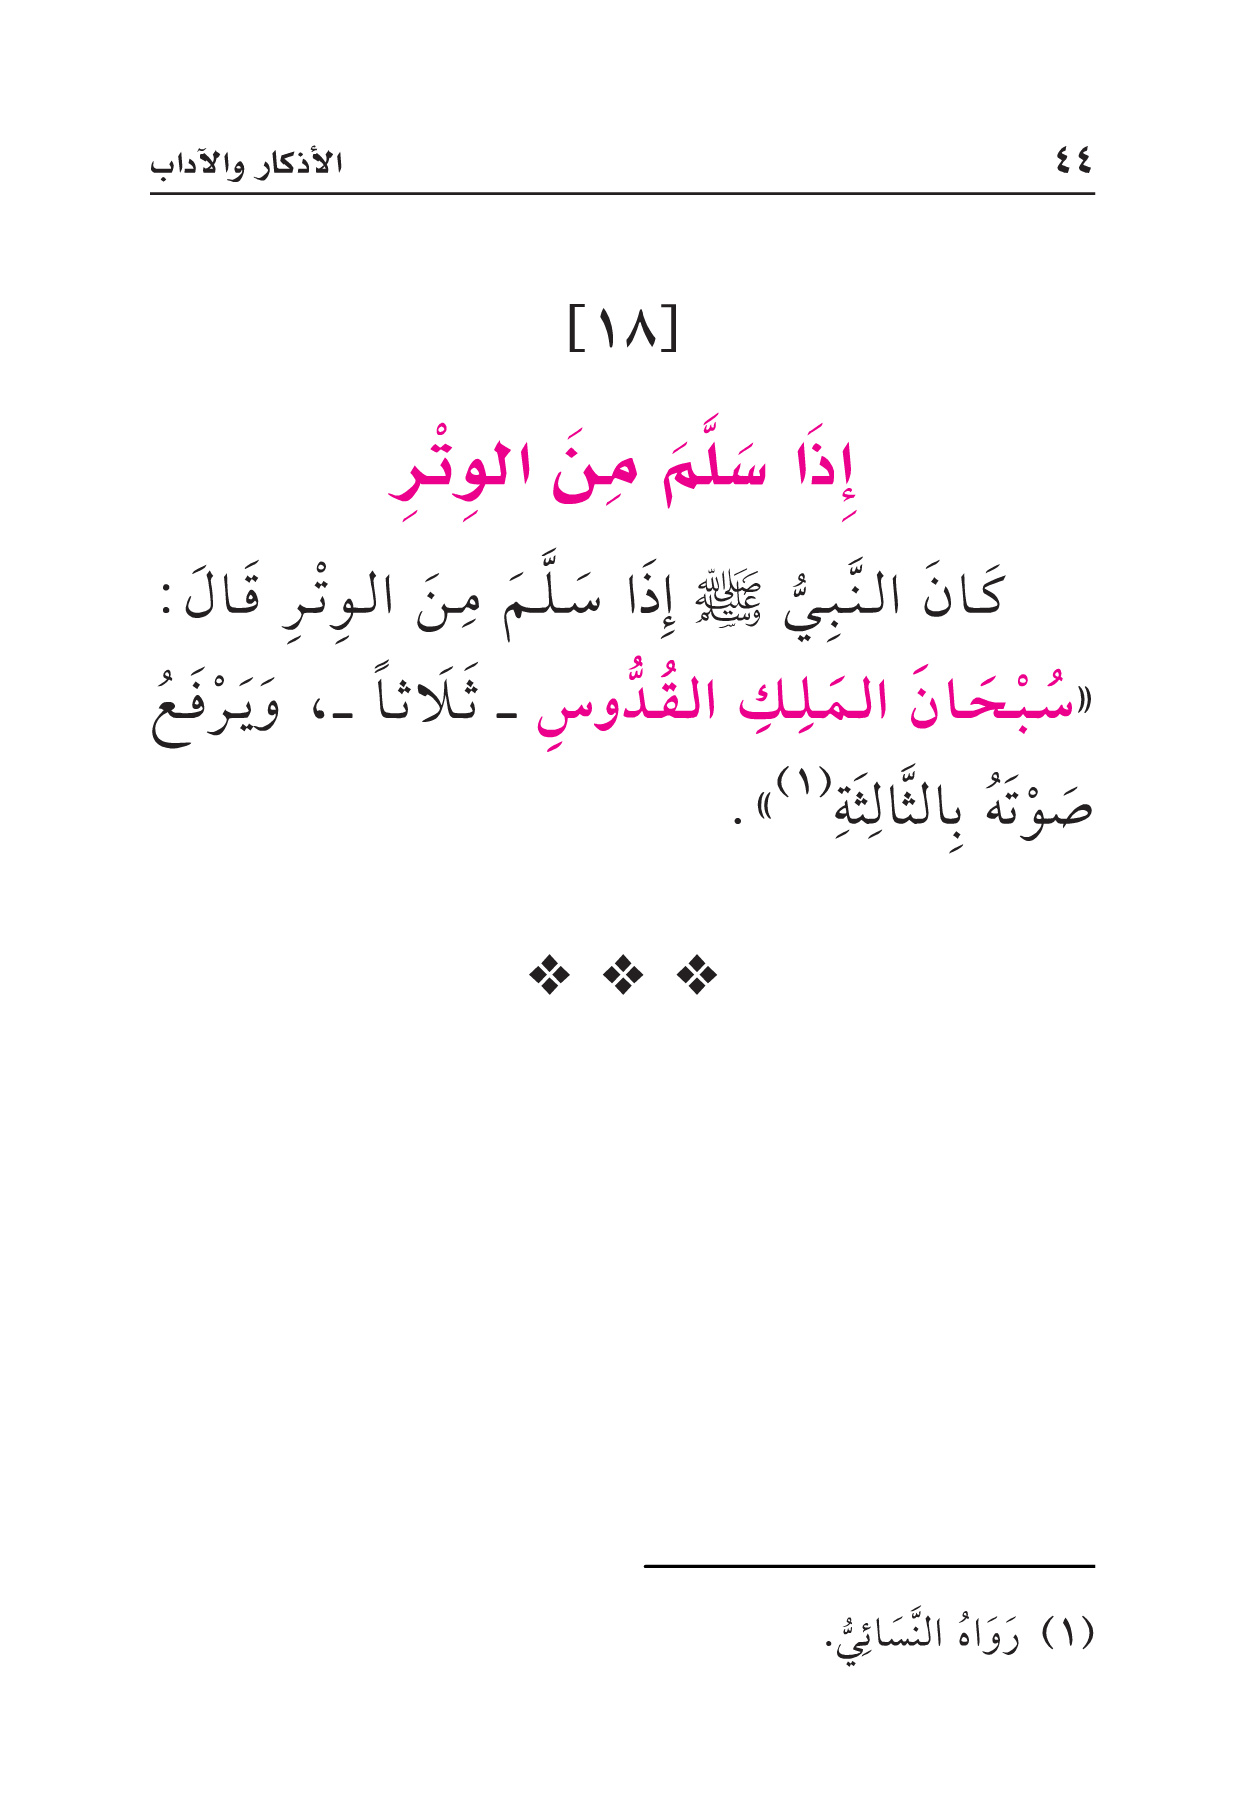 ٤٤ الأذكار والآداب
[١٨]
إِذَا سَلَّمَ مِنَ الوِتْرِ
كَانَ النَّبِيُّ ﷺ إِذَا سَلَّمَ مِنَ الوِتْرِ قَالَ:
«سُبْحَانَ المَلِكِ القُدُّوسِ ـ ثَلَاثاً ـ، وَيَرْفَعُ
صَوْتَهُ بِالثَّالِثَةِ(١)».
(١) رَوَاهُ النَّسَائِيُّ.